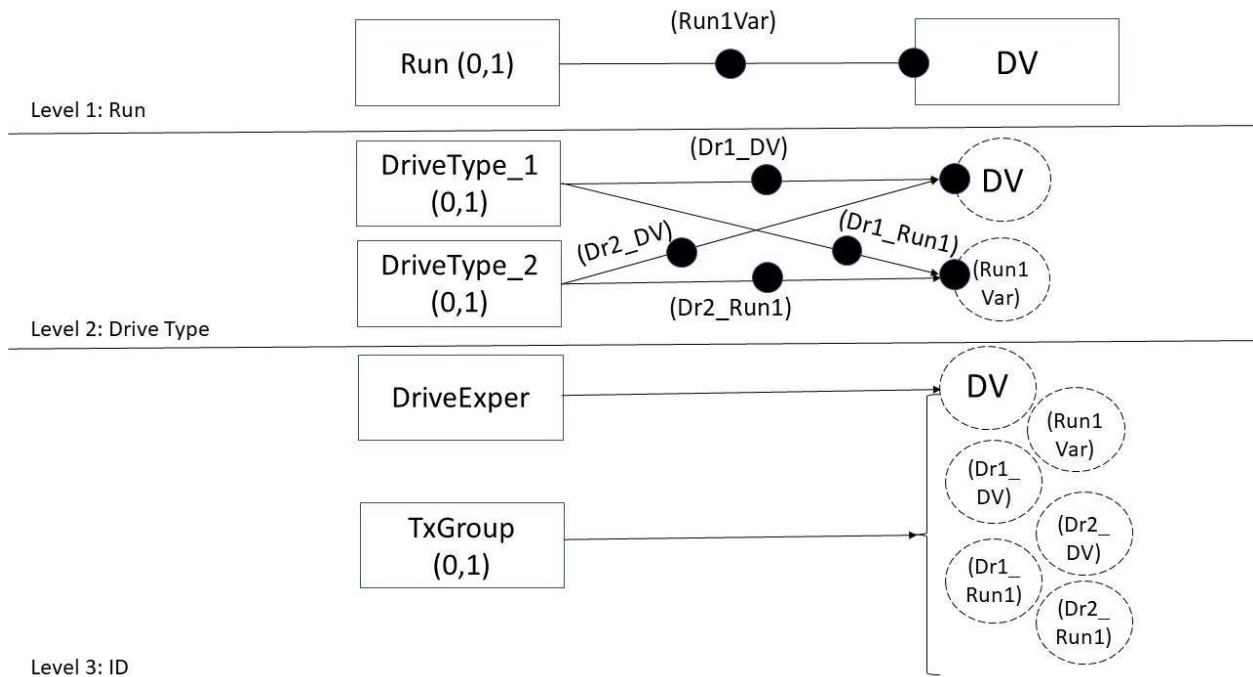 (Run1Var)
Run (0,1)
DV
Level 1: Run
DriveType_1
(0,1)
(Dr1_DV)
DV
(Dr2_DV)
(Dr1_Run1)
DriveType_2
(0,1)
(Run1
Var)
(Dr2_Run1)
Level 2: Drive Type
DriveExper
DV
(Run1
Var)
(Dr1_
DV)
TxGroup
(0,1)
(Dr2_
DV)
(Dr1_
Run1)
(Dr2_
Run1)
Level 3: ID